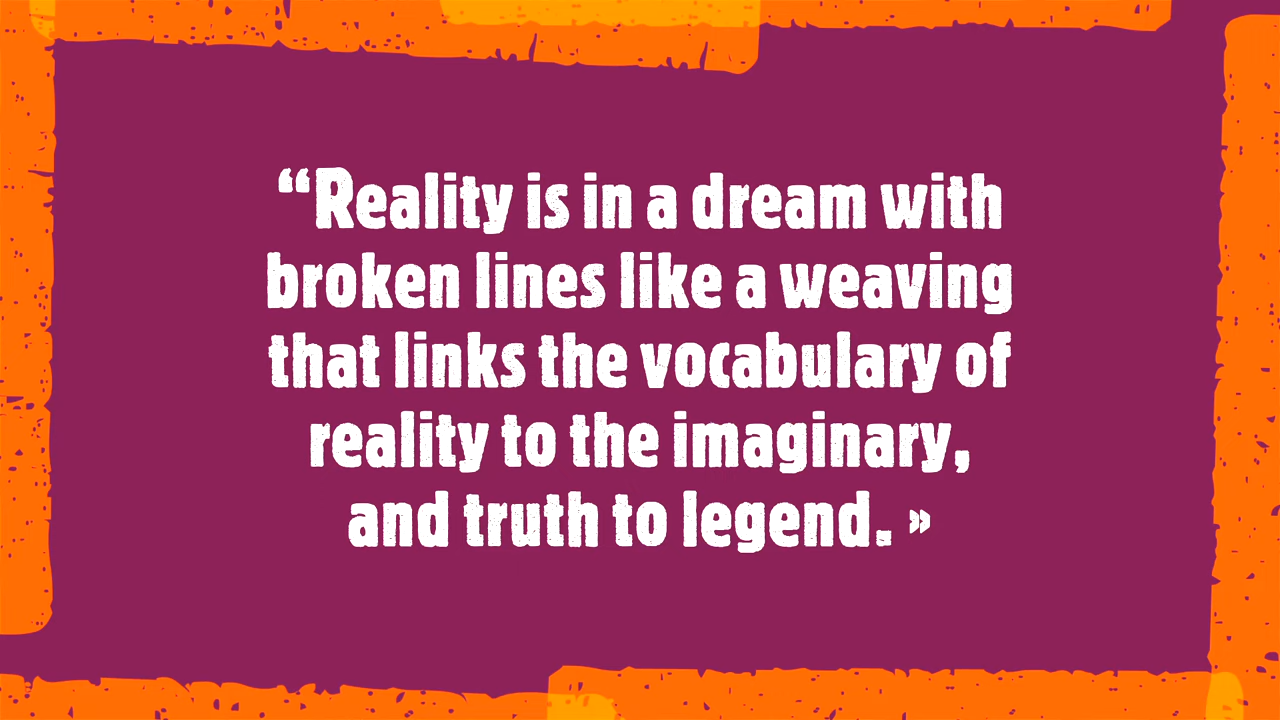 “Reality is in a dream with
broken lines like a weaving
that links the vocabulary of
reality to the imaginary,
and truth to legend. »